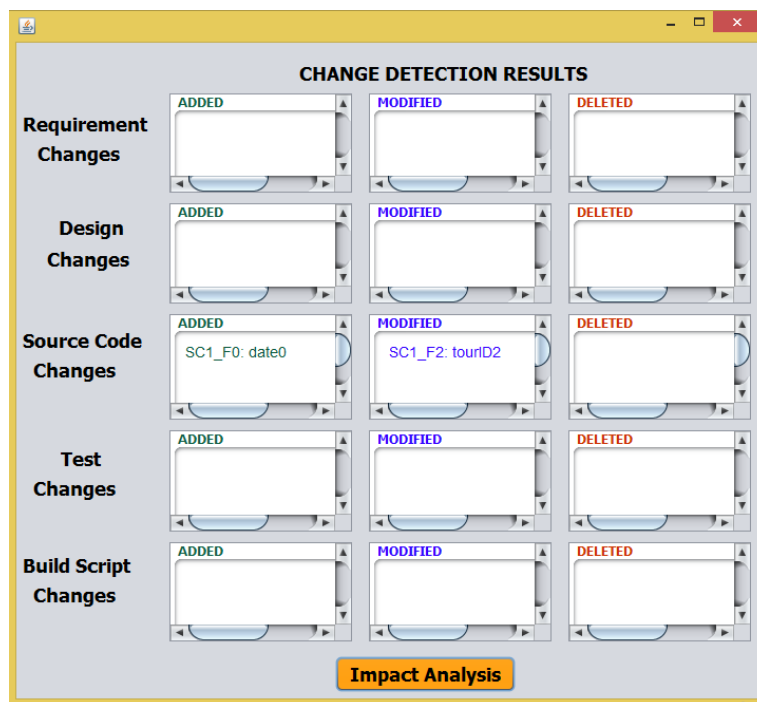 CHANGE DETECTION RESULTS
Requirement
Changes
ADDED
MODIFIED
DELETED
Design
Changes
ADDED
MODIFIED
DELETED
Source Code
Changes
ADDED
SC1_F0: date0
MODIFIED
SC1_F2: tourID2
DELETED
Test
Changes
ADDED
MODIFIED
DELETED
Build Script
Changes
ADDED
MODIFIED
DELETED
Impact Analysis